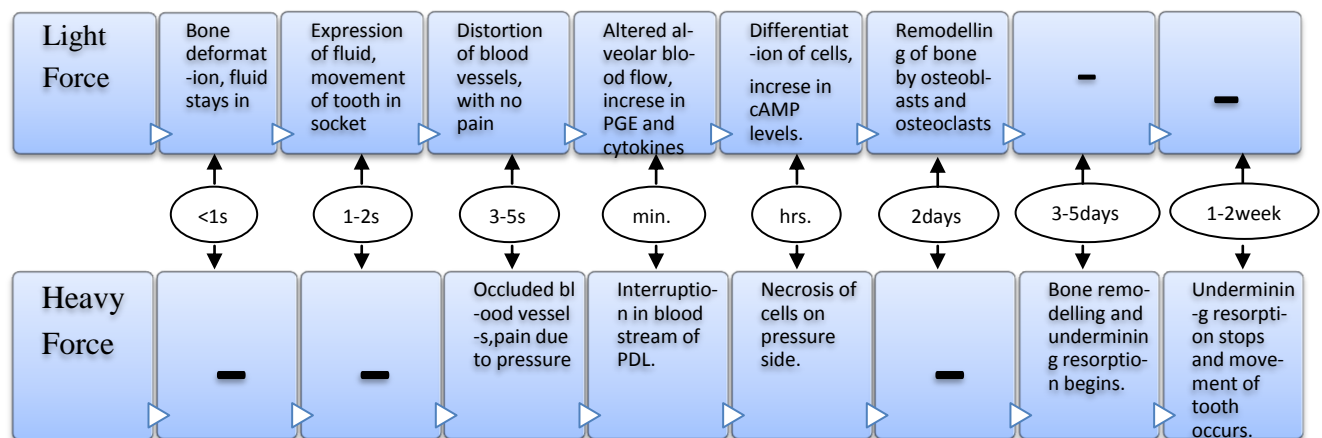 Light
Force
Bone
deformat
-ion, fluid
stays in
Expression
of fluid,
movement
of tooth in
socket
Distortion
of blood
vessels,
with no
pain
Altered al-
veolar blo-
od flow,
increse in
PGE and
cytokines
Differentiat
-ion of cells,
increse in
cAMP
levels.
Remodellin
g of bone
by osteobl-
asts and
osteoclasts
-
-
<1s
1-2s
3-5s
min.
hrs.
2days
3-5days
1-2week
Heavy
Force
-
-
Occluded bl
-ood vessel
-s,pain due
to pressure
Interruptio-
n in blood
stream of
PDL.
Necrosis of
cells on
pressure
side.
-
Bone remo-
delling and
underminin
g resorptio-
n begins.
Underminin
-g resorpti-
on stops
and move-
ment of
tooth
occurs.